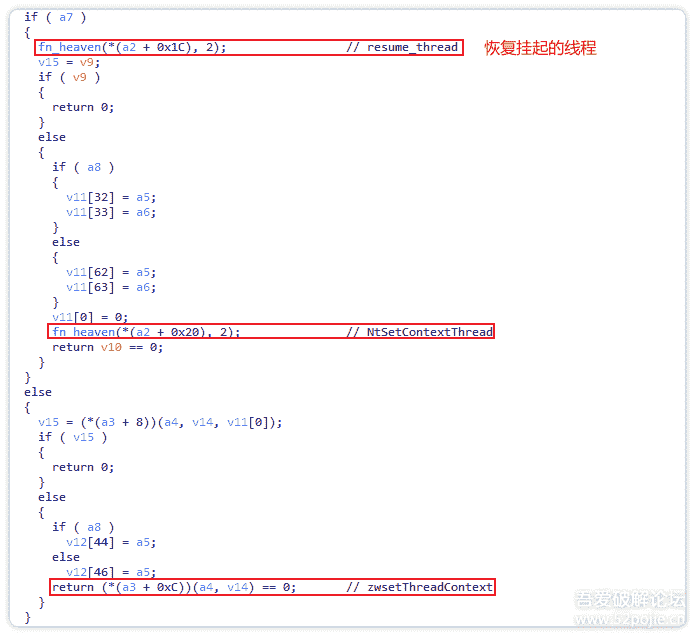 if ( a7 )
{
fn_heaven(*(a2 + 0x1C), 2); // resume_thread 恢复挂起的线程
v15 = v9;
if ( v9 )
{
return 0;
}
else
{
if ( a8 )
{
v11[32] = a5;
v11[33] = a6;
}
else
{
v11[62] = a5;
v11[63] = a6;
}
v11[0] = 0;
fn_heaven(*(a2 + 0x20), 2); // NtSetContextThread
return v10 == 0;
}
}
else
{
v15 = (*(a3 + 8))(a4, v14, v11[0]);
if ( v15 )
{
return 0;
}
else
{
if ( a8 )
v12[44] = a5;
else
v12[46] = a5;
return (*(a3 + 0xC))(a4, v14) == 0; // zwsetThreadContext
}
}
吾爱破解论坛
www.52pojie.cn